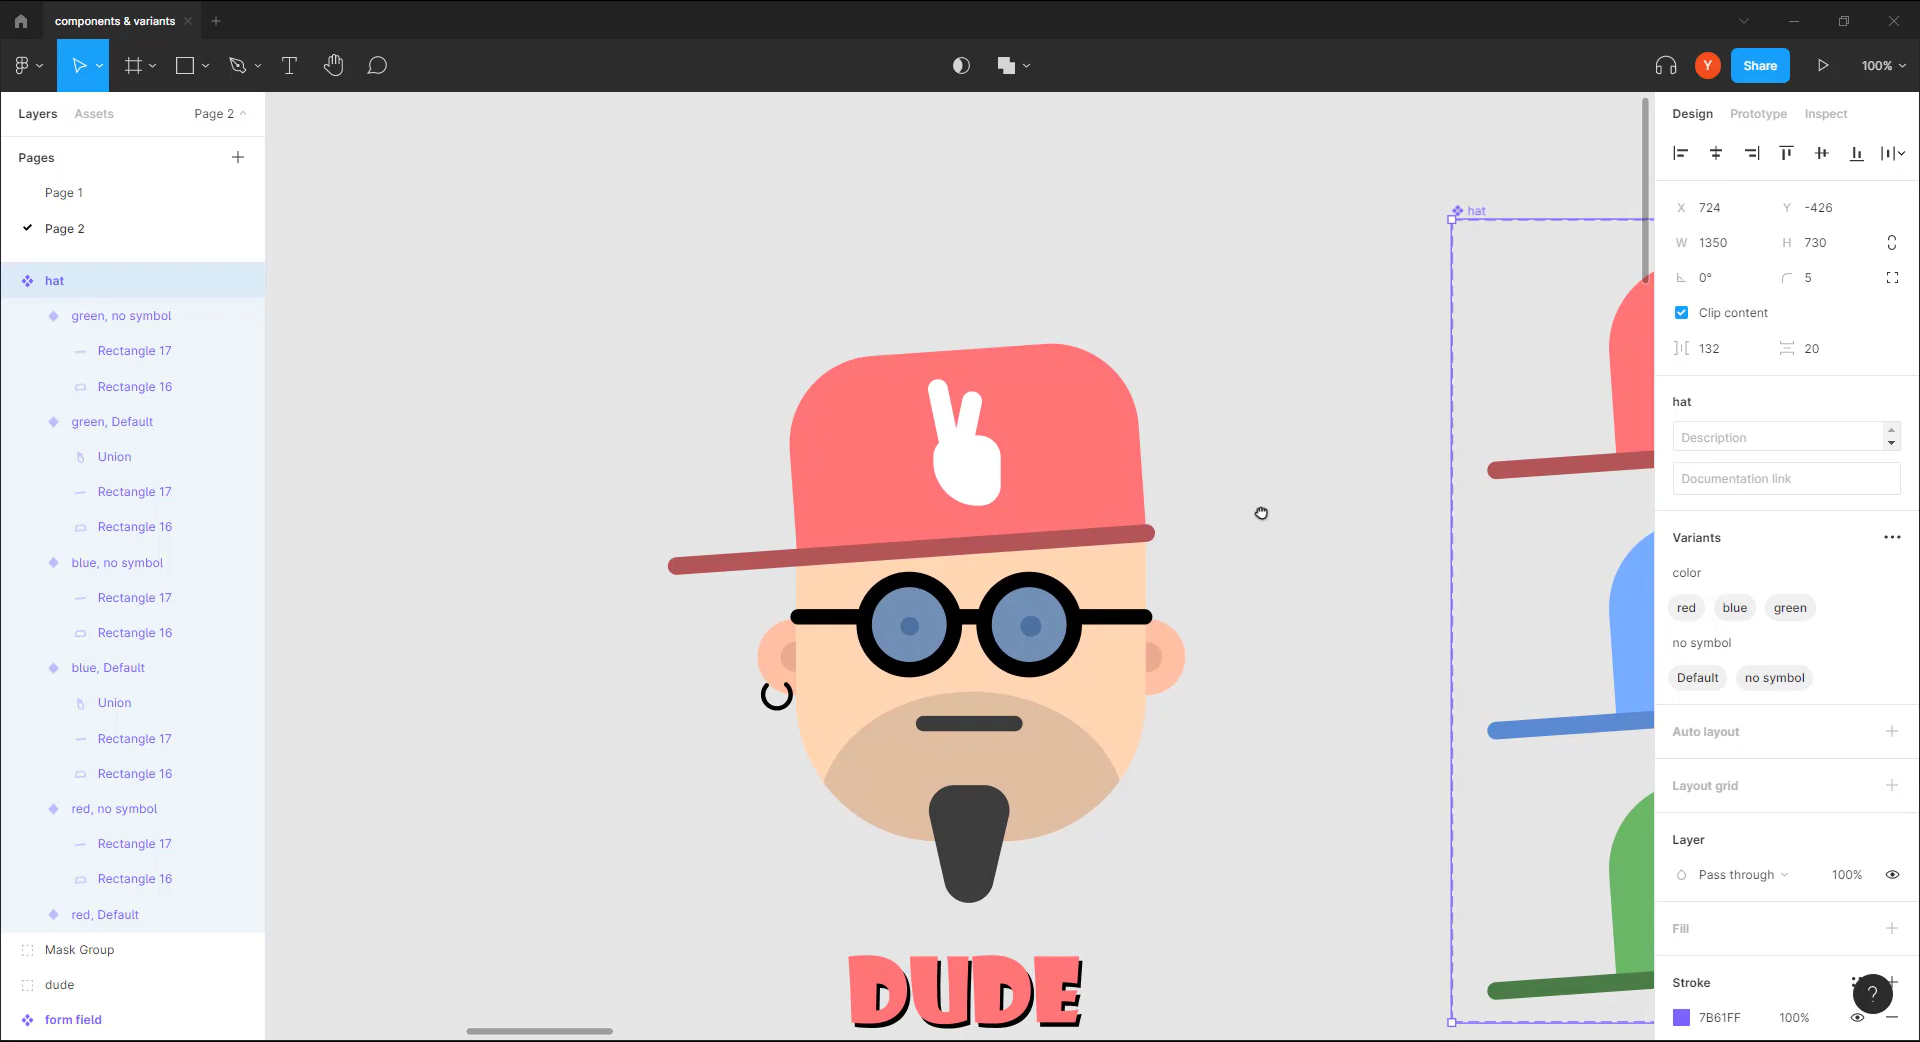 components & variants
Y
Share
100%
Layers
Assets
Page 2
Pages
Page 1
Page 2
hat
green, no symbol
Rectangle 17
Rectangle 16
green, Default
Union
Rectangle 17
Rectangle 16
blue, no symbol
Rectangle 17
Rectangle 16
blue, Default
Union
Rectangle 17
Rectangle 16
red, no symbol
Rectangle 17
Rectangle 16
red, Default
Mask Group
dude
form field
hat
DUDE
Design
Prototype
Inspect
X 724
Y -426
W 1350
H 730
0°
5
Clip content
132
20
hat
Description
Documentation link
Variants
color
red
blue
green
no symbol
Default
no symbol
Auto layout
Layout grid
Layer
Pass through
100%
Fill
Stroke
?
7B61FF
100%